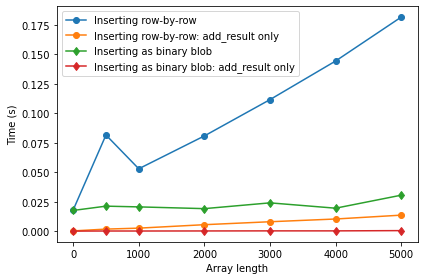 Inserting row-by-row
Inserting row-by-row: add_result only
Inserting as binary blob
Inserting as binary blob: add_result only
0.175
0.150
0.125
0.100
0.075
0.050
0.025
0.000
Time (s)
0 1000 2000 3000 4000 5000
Array length